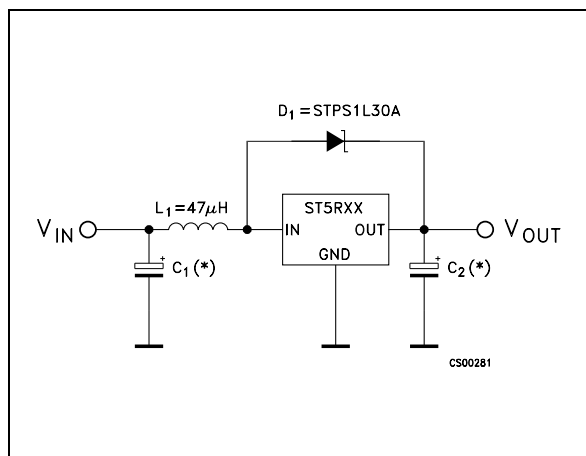 D1=STPS1L30A
L1=47μH
ST5RXX
VIN
IN
OUT
VOUT
GND
+
C1(*)
+
C2(*)
CS00281